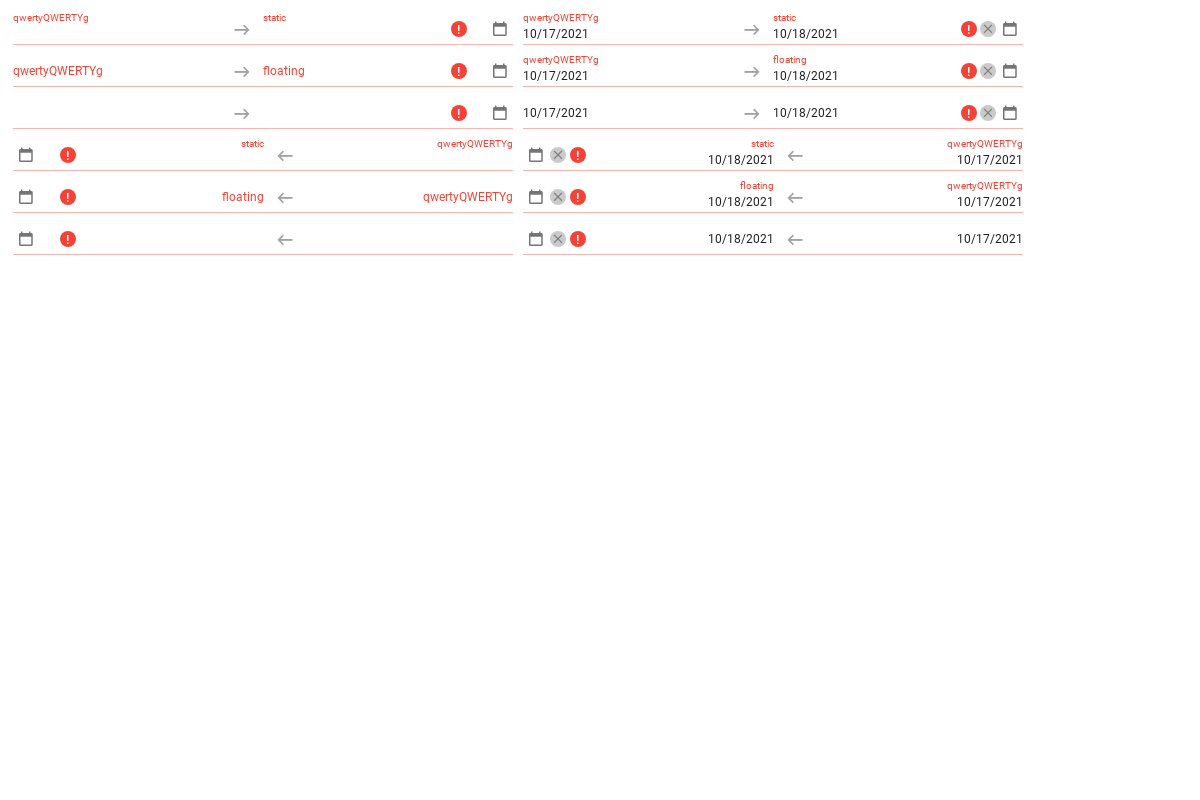 qwertyQWERTYg static qwertyQWERTYg static
10/17/2021 10/18/2021
qwertyQWERTYg floating qwertyQWERTYg floating
10/17/2021 10/18/2021
10/17/2021 10/18/2021
static qwertyQWERTYg static qwertyQWERTYg
10/18/2021 10/17/2021
floating qwertyQWERTYg floating qwertyQWERTYg
10/18/2021 10/17/2021
10/18/2021 10/17/2021